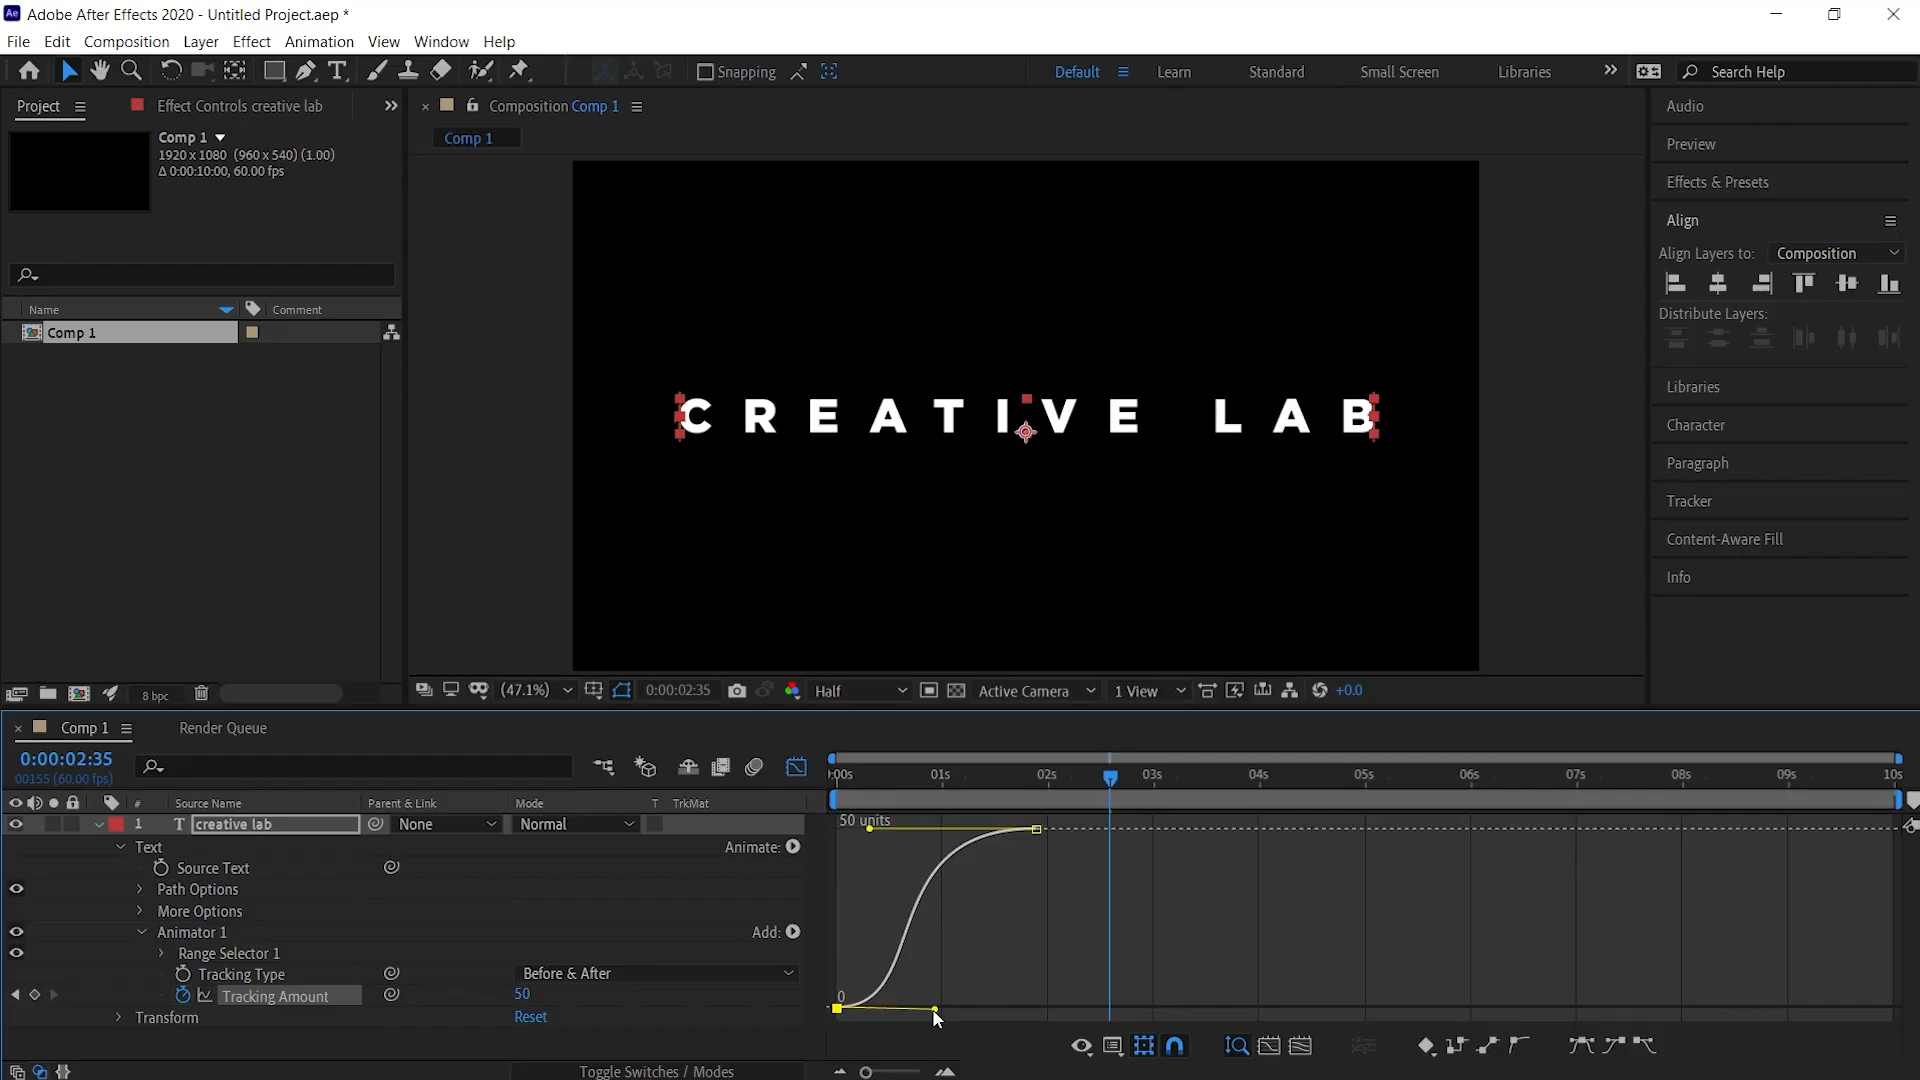 Ae Adobe After Effects 2020 - Untitled Project.aep *
File Edit Composition Layer Effect Animation View Window Help
Snapping Default Learn Standard Small Screen Libraries Search Help
Project Effect Controls creative lab Composition Comp 1 Audio
Comp 1
1920 x 1080 (960 x 540) (1.00)
Δ 0:00:10:00, 60.00 fps
Comp 1
Preview
Effects & Presets
Align
Align Layers to: Composition
Distribute Layers:
Name Comment
Comp 1
Libraries
CREATIVE LAB
Character
Paragraph
Tracker
Content-Aware Fill
Info
8 bpc (47.1%) 0:00:02:35 Half Active Camera 1 View +0.0
Comp 1 Render Queue
0:00:02:35
00155 (60.00 fps)
:00s 01s 02s 03s 04s 05s 06s 07s 08s 09s 10s
# Source Name Parent & Link Mode T TrkMat
1 T creative lab None Normal 50 units
Text Animate:
Source Text
Path Options
More Options
Animator 1 Add:
Range Selector 1
Tracking Type Before & After
Tracking Amount 50 0
Transform Reset
Toggle Switches / Modes